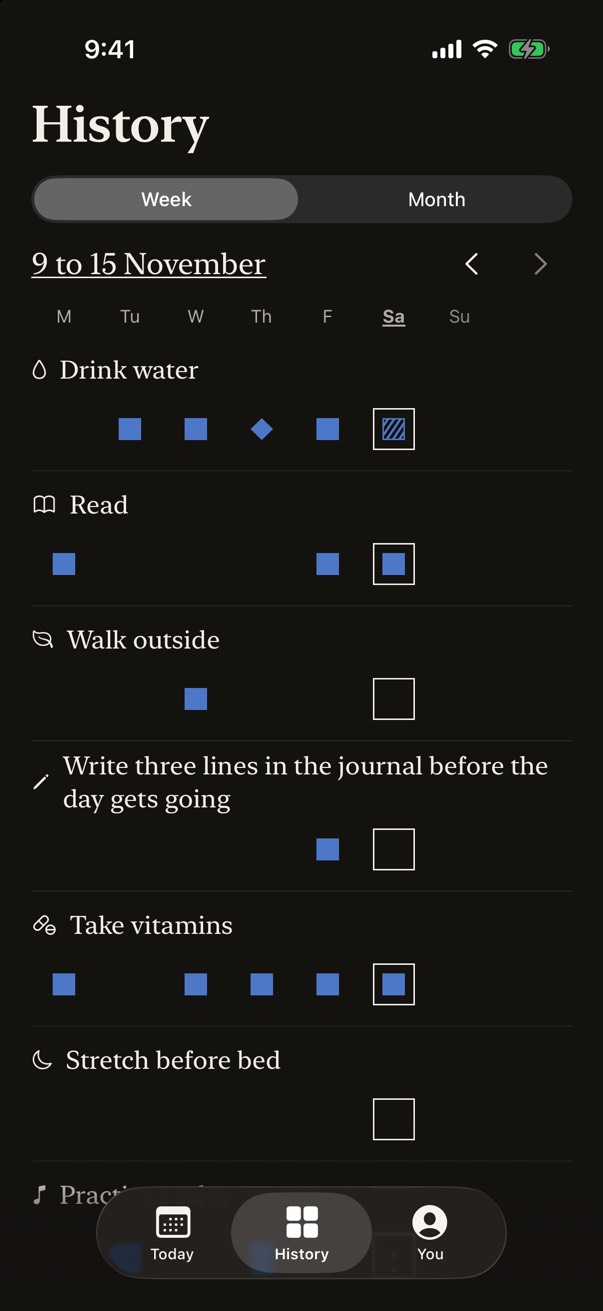 9:41
History
Week Month
9 to 15 November
M Tu W Th F Sa Su
Drink water
Read
Walk outside
Write three lines in the journal before the
day gets going
Take vitamins
Stretch before bed
Today History You